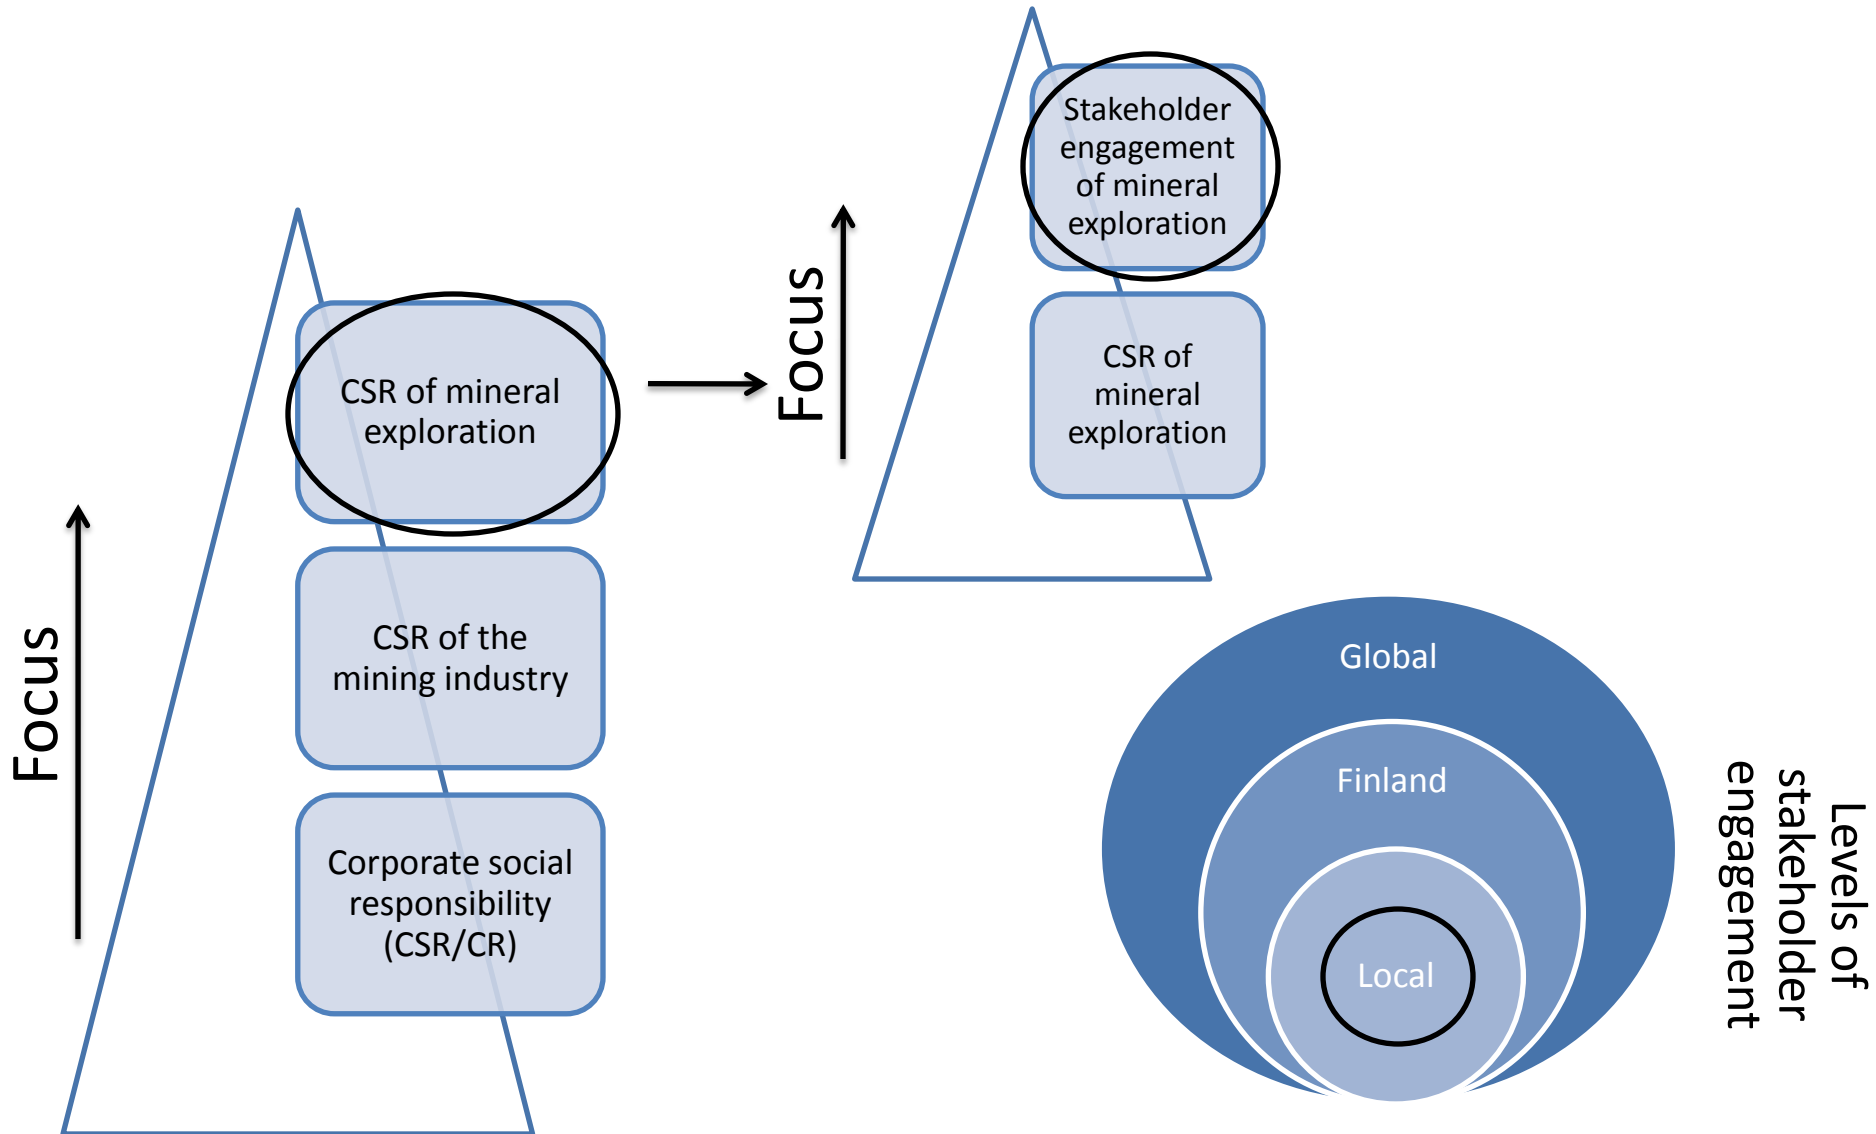 Focus
CSR of mineral
exploration
CSR of the
mining industry
Corporate social
responsibility
(CSR/CR)
Focus
Stakeholder
engagement
of mineral
exploration
CSR of
mineral
exploration
Global
Finland
Local
Levels of
stakeholder
engagement